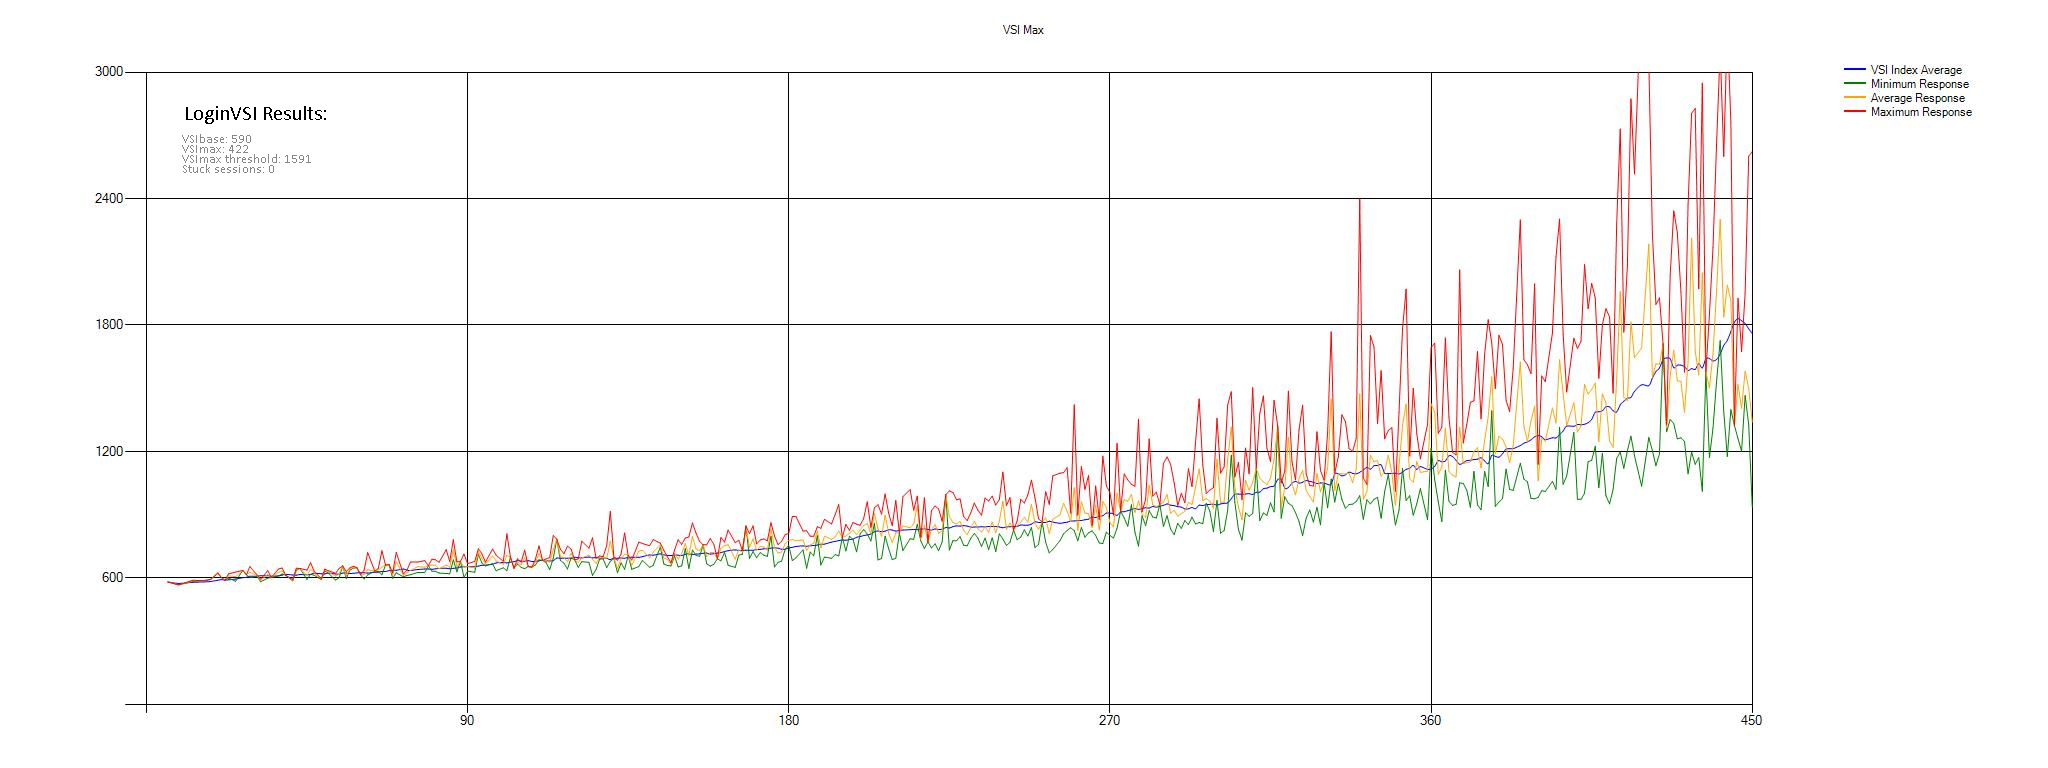 VSI Max
3000
2400
1800
1200
600
LoginVSI Results:
VSIbase: 590
VSImax: 422
VSImax threshold: 1591
Stuck sessions: 0
VSI Index Average
Minimum Response
Average Response
Maximum Response
90 180 270 360 450